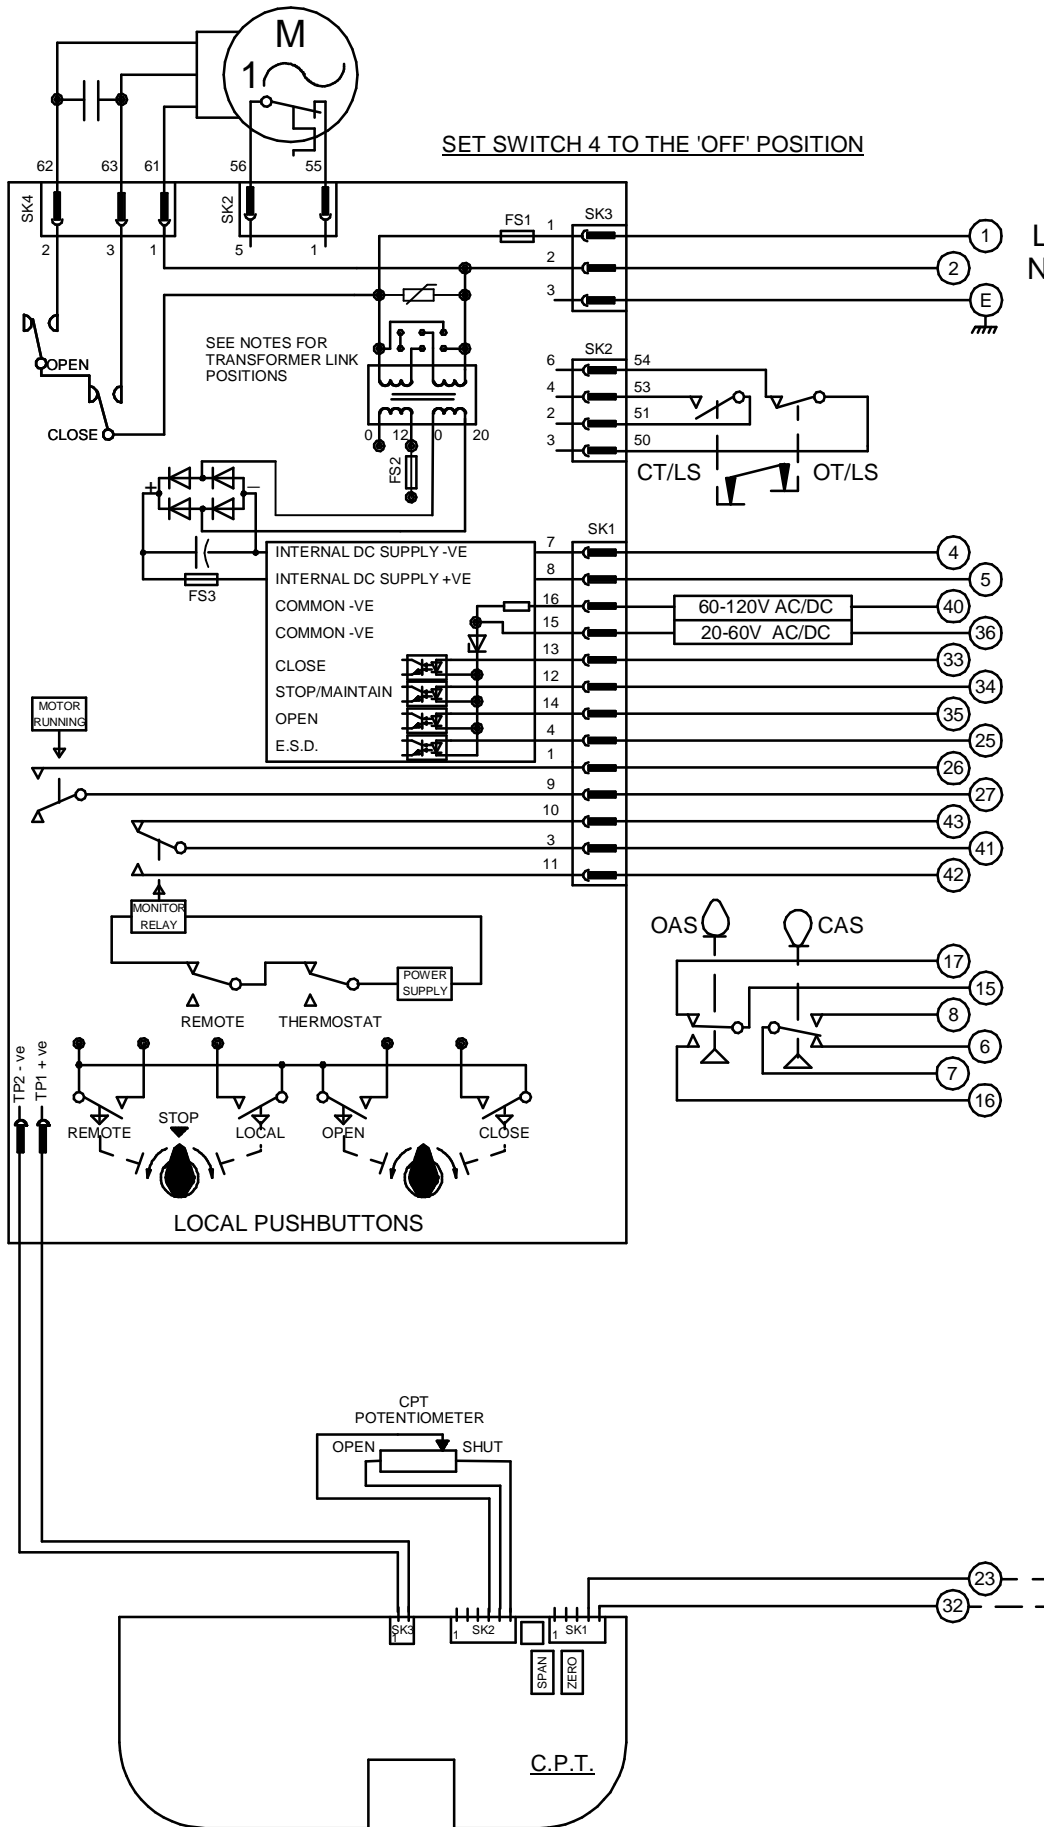 M
1
SET SWITCH 4 TO THE 'OFF' POSITION
62 63 61 56 55
SK4
SK2
2 3 1 5 1
FS1
SK3
1
2
3
1
2
E
L
N
OPEN
CLOSE
SEE NOTES FOR
TRANSFORMER LINK
POSITIONS
0 12 0 20
FS2
SK2
6 54
4 53
2 51
3 50
CT/LS OT/LS
+ –
FS3
SK1
INTERNAL DC SUPPLY -VE 7 4
INTERNAL DC SUPPLY +VE 8 5
COMMON -VE 16 60-120V AC/DC 40
COMMON -VE 15 20-60V AC/DC 36
CLOSE 13 33
STOP/MAINTAIN 12 34
OPEN 14 35
E.S.D. 4 25
1 26
9 27
10 43
3 41
11 42
MOTOR
RUNNING
MONITOR
RELAY
POWER
SUPPLY
REMOTE THERMOSTAT
OAS CAS
17
15
8
6
7
16
TP2 - ve
TP1 + ve
REMOTE STOP LOCAL OPEN CLOSE
LOCAL PUSHBUTTONS
CPT
POTENTIOMETER
OPEN SHUT
23
32
SK3
1
SK2
1
SK1
1
SPAN
ZERO
C.P.T.